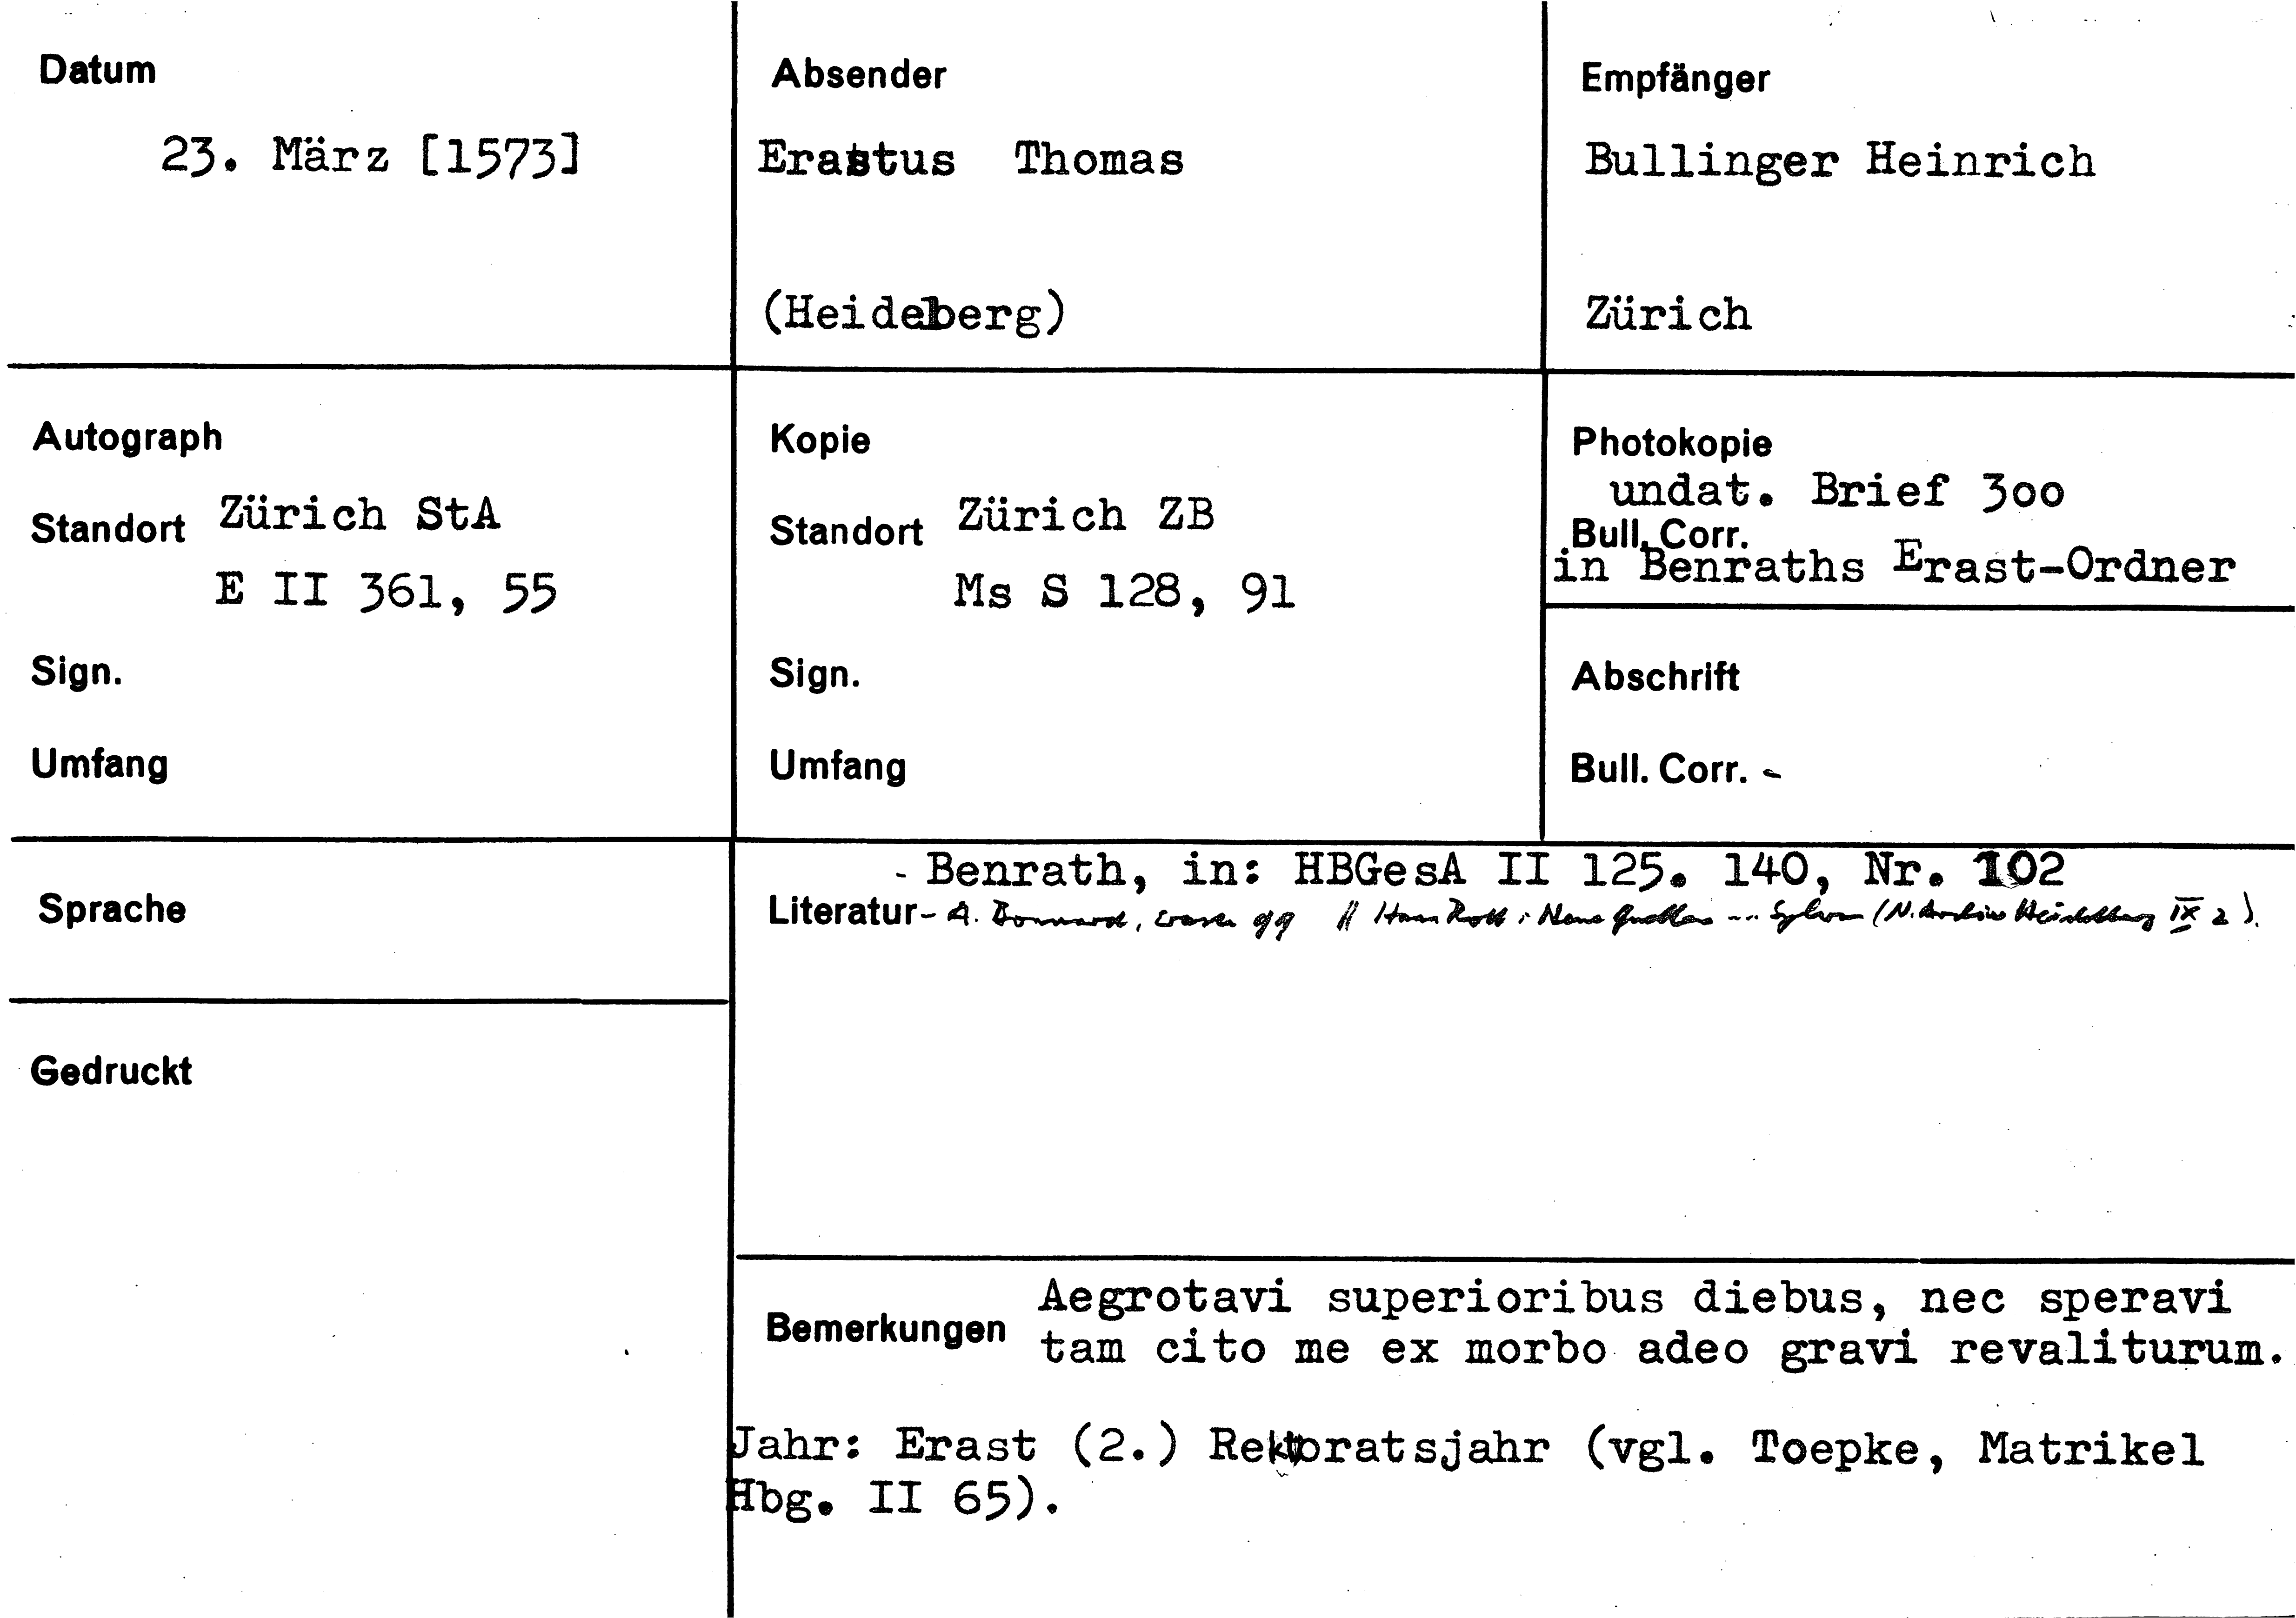 Datum
23. März [1573]
Absender
Erastus Thomas
(Heideberg)
Empfänger
Bullinger Heinrich
Zürich
Autograph
Standort Zürich StA
E II 361, 55
Sign.
Umfang
Kopie
Standort Zürich ZB
Ms S 128, 91
Sign.
Umfang
Photokopie
undat. Brief 300
Bull. Corr.
in Benraths Erast-Ordner
Abschrift
Bull. Corr. -
Sprache
Gedruckt
- Benrath, in: HBGesA II 125. 140, Nr. 102
Literatur - A. Bonnard, // Hans Rott: Neue Quellen ... Sylvan (N. Archiv Heidelberg IX 2).
Bemerkungen Aegrotavi superioribus diebus, nec speravi
tam cito me ex morbo adeo gravi revaliturum.
Jahr: Erast (2.) Rektoratsjahr (vgl. Toepke, Matrikel
Hbg. II 65).